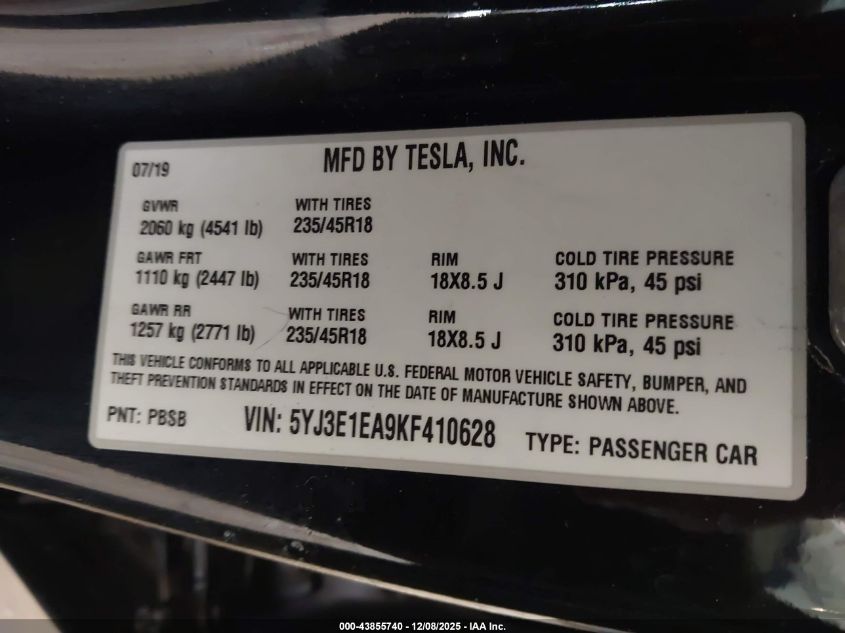 07/19 MFD BY TESLA, INC.
GVWR WITH TIRES
2060 kg (4541 lb) 235/45R18
GAWR FRT WITH TIRES RIM COLD TIRE PRESSURE
1110 kg (2447 lb) 235/45R18 18X8.5 J 310 kPa, 45 psi
GAWR RR WITH TIRES RIM COLD TIRE PRESSURE
1257 kg (2771 lb) 235/45R18 18X8.5 J 310 kPa, 45 psi
THIS VEHICLE CONFORMS TO ALL APPLICABLE U.S. FEDERAL MOTOR VEHICLE SAFETY, BUMPER, AND
THEFT PREVENTION STANDARDS IN EFFECT ON THE DATE OF MANUFACTURE SHOWN ABOVE.
PNT: PBSB VIN: 5YJ3E1EA9KF410628 TYPE: PASSENGER CAR
000-43855740 - 12/08/2025 - IAA Inc.